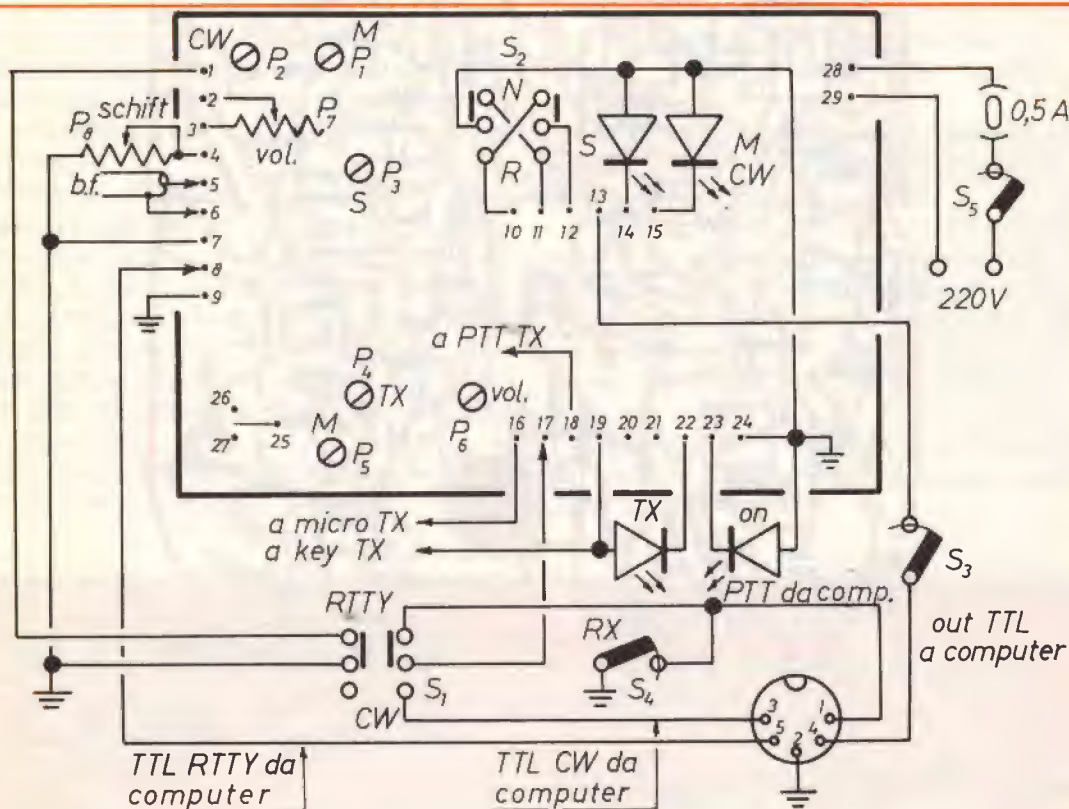 CW
M
P2 P1
S2
1
2
3
4
5
6
7
8
9
schift
P8
P7
vol.
b.f.
P3
S
N
R
S
M
CW
10 11 12 13 14 15
28
29
0,5 A
S5
220V
a PTT TX
P4
TX
vol.
P6
M
P5
26
27
25
16 17 18 19 20 21 22 23 24
a micro TX
a key TX
TX
on
PTT da comp.
S3
out TTL
a computer
RTTY
RX
S4
S1
CW
3 1
5 4
2
TTL RTTY da
computer
TTL CW da
computer